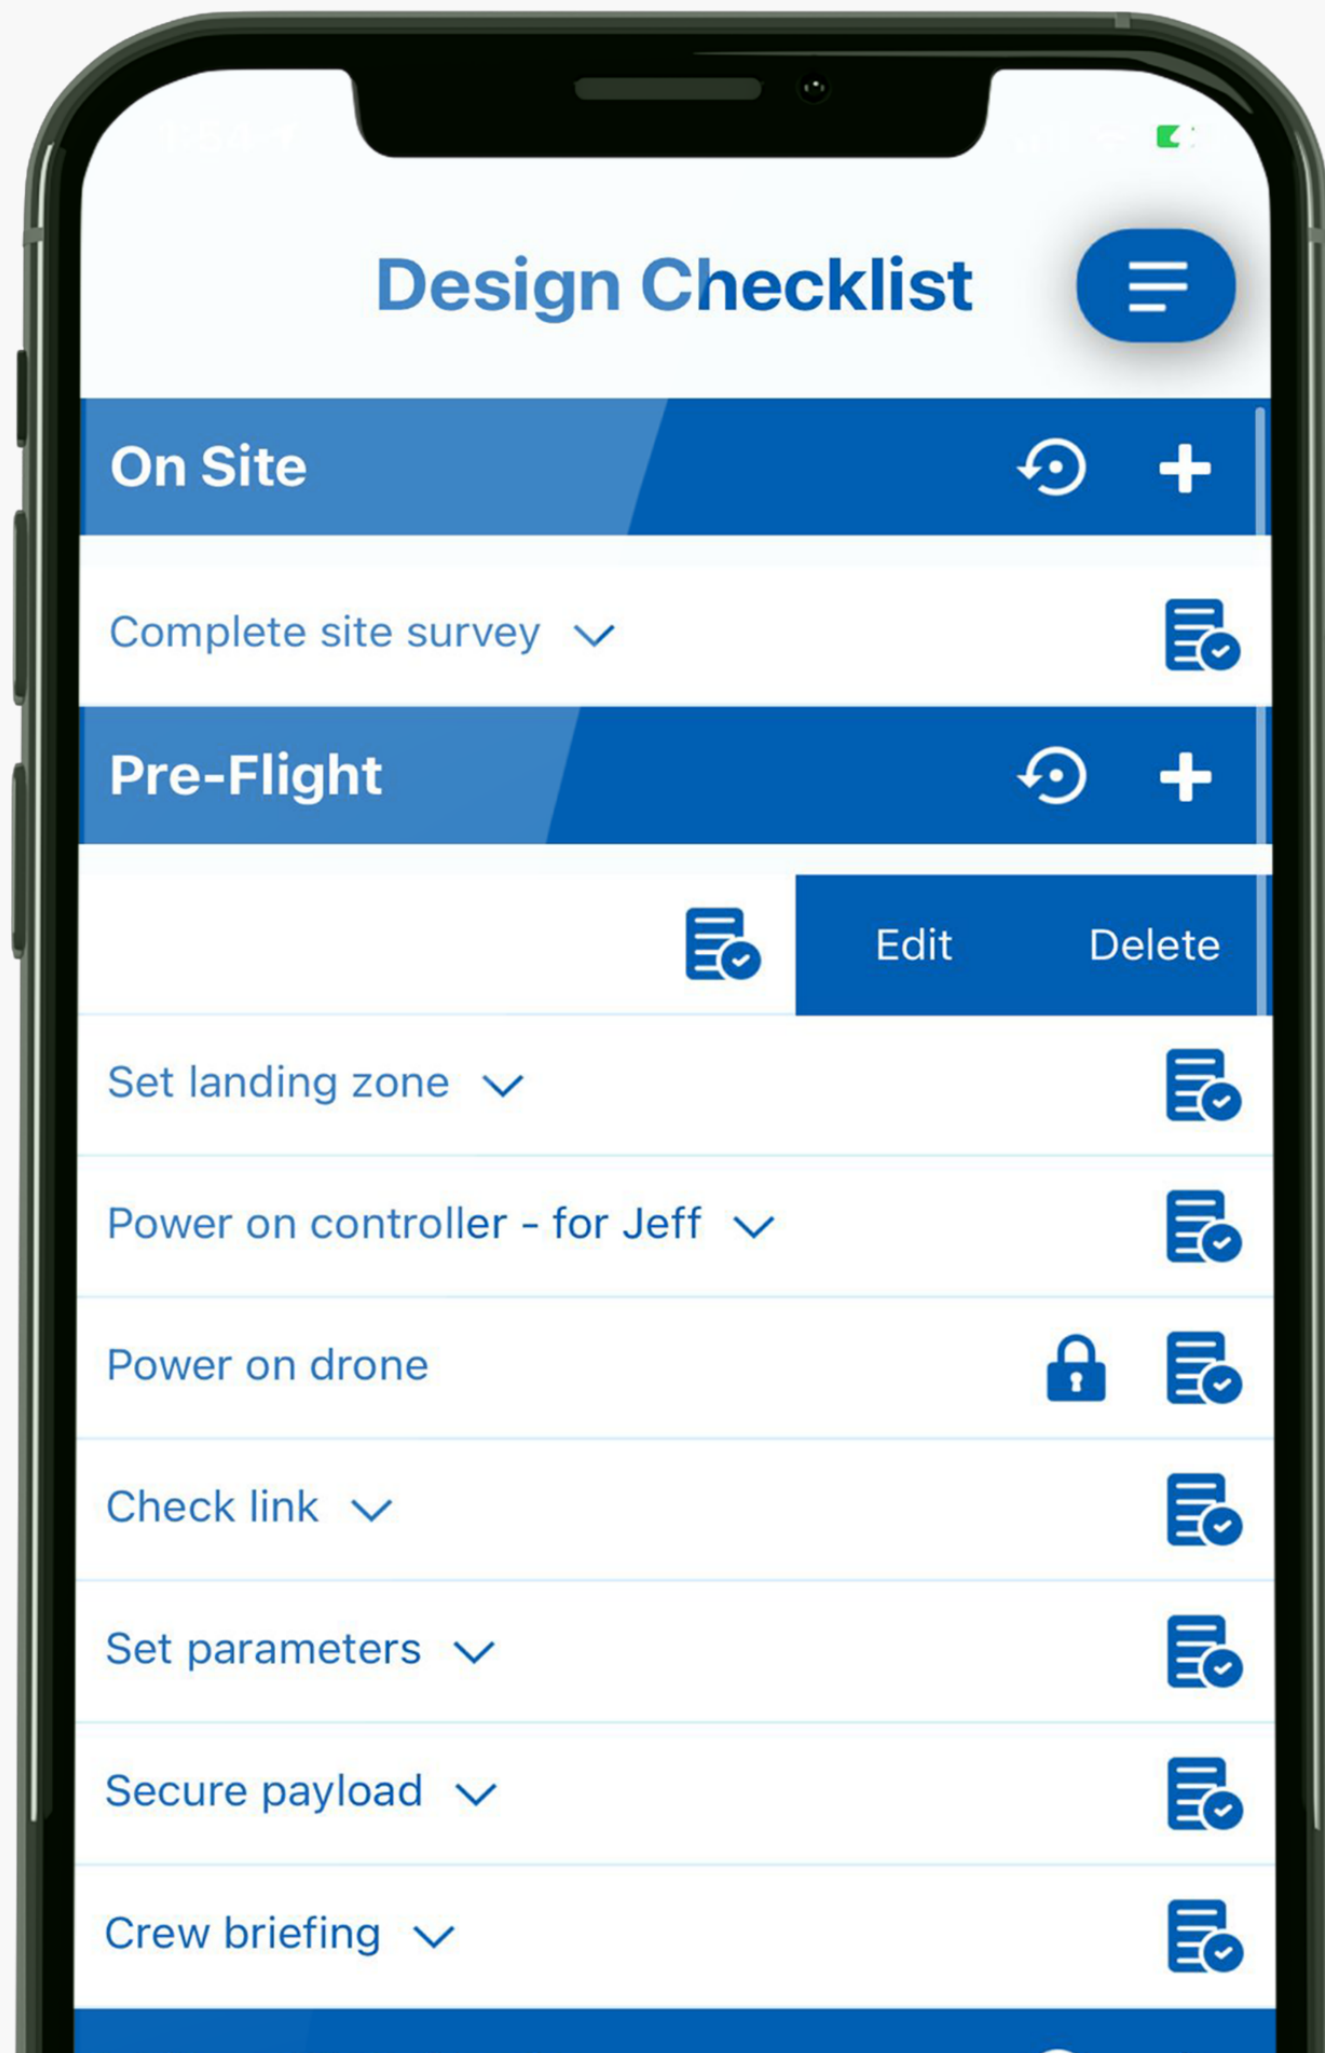 Design Checklist
On Site
Complete site survey
Pre-Flight
Edit Delete
Set landing zone
Power on controller - for Jeff
Power on drone
Check link
Set parameters
Secure payload
Crew briefing